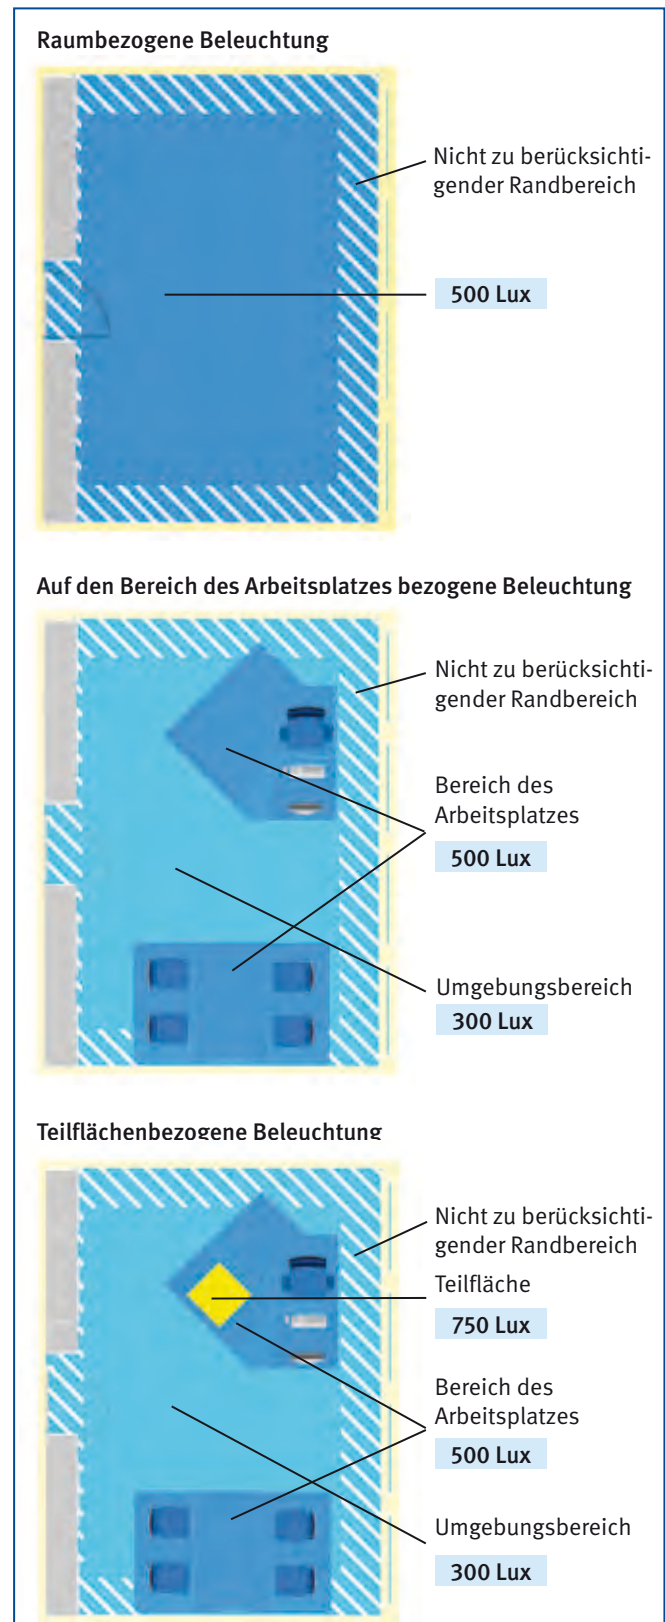 Raumbezogene Beleuchtung
Nicht zu berücksichti-
gender Randbereich
500 Lux
Auf den Bereich des Arbeitsplatzes bezogene Beleuchtung
Nicht zu berücksichti-
gender Randbereich
Bereich des
Arbeitsplatzes
500 Lux
Umgebungsbereich
300 Lux
Teilflächenbezogene Beleuchtung
Nicht zu berücksichti-
gender Randbereich
Teilfläche
750 Lux
Bereich des
Arbeitsplatzes
500 Lux
Umgebungsbereich
300 Lux